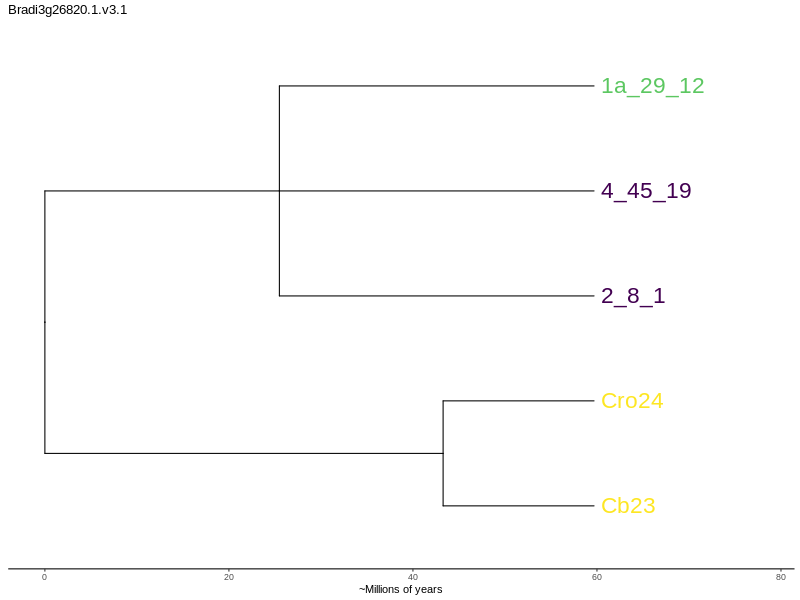 Bradi3g26820.1.v3.1
1a_29_12
4_45_19
2_8_1
Cro24
Cb23
0 20 40 60 80
~Millions of years